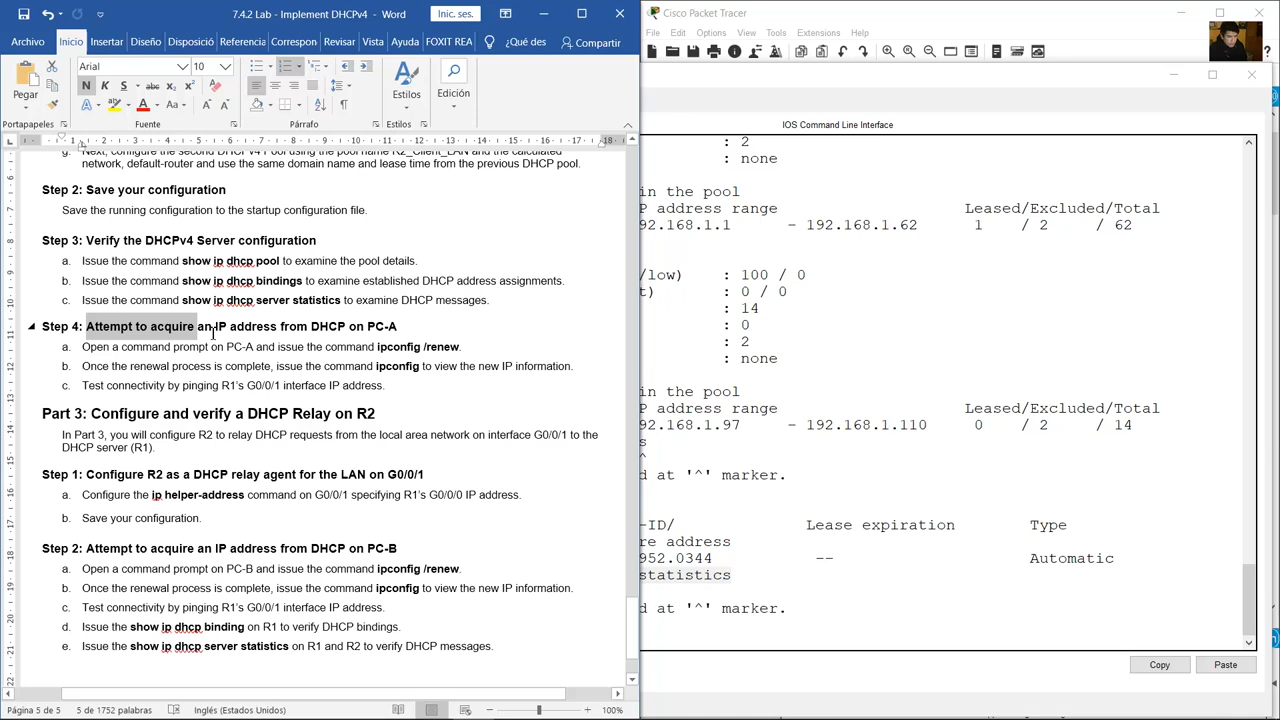 7.4.2 Lab - Implement DHCPv4 - Word
Inic. ses.
Archivo Inicio Insertar Diseño Disposición Referencia Correspon Revisar Vista Ayuda FOXIT REA ¿Qué des Compartir
Arial 10
Pegar
N K S abc x₂ x²
A Aa
Estilos
Edición
Portapapeles Fuente Párrafo Estilos
g. Next, configure the second DHCPv4 Pool using the pool name R2_Client_LAN and the calculated
network, default-router and use the same domain name and lease time from the previous DHCP pool.
Step 2: Save your configuration
Save the running configuration to the startup configuration file.
Step 3: Verify the DHCPv4 Server configuration
a. Issue the command show ip dhcp pool to examine the pool details.
b. Issue the command show ip dhcp bindings to examine established DHCP address assignments.
c. Issue the command show ip dhcp server statistics to examine DHCP messages.
Step 4: Attempt to acquire an IP address from DHCP on PC-A
a. Open a command prompt on PC-A and issue the command ipconfig /renew.
b. Once the renewal process is complete, issue the command ipconfig to view the new IP information.
c. Test connectivity by pinging R1's G0/0/1 interface IP address.
Part 3: Configure and verify a DHCP Relay on R2
In Part 3, you will configure R2 to relay DHCP requests from the local area network on interface G0/0/1 to the
DHCP server (R1).
Step 1: Configure R2 as a DHCP relay agent for the LAN on G0/0/1
a. Configure the ip helper-address command on G0/0/1 specifying R1's G0/0/0 IP address.
b. Save your configuration.
Step 2: Attempt to acquire an IP address from DHCP on PC-B
a. Open a command prompt on PC-B and issue the command ipconfig /renew.
b. Once the renewal process is complete, issue the command ipconfig to view the new IP information.
c. Test connectivity by pinging R1's G0/0/1 interface IP address.
d. Issue the show ip dhcp binding on R1 to verify DHCP bindings.
e. Issue the show ip dhcp server statistics on R1 and R2 to verify DHCP messages.
Página 5 de 5 5 de 1752 palabras Inglés (Estados Unidos) 100%
Cisco Packet Tracer
File Edit Options View Tools Extensions Help
IOS Command Line Interface
: 2
: none
in the pool
P address range Leased/Excluded/Total
92.168.1.1 - 192.168.1.62 1 / 2 / 62
/low) : 100 / 0
t) : 0 / 0
: 14
: 0
: 2
: none
in the pool
P address range Leased/Excluded/Total
92.168.1.97 - 192.168.1.110 0 / 2 / 14
s
^
d at '^' marker.
-ID/ Lease expiration Type
re address
952.0344 -- Automatic
statistics
d at '^' marker.
Copy Paste